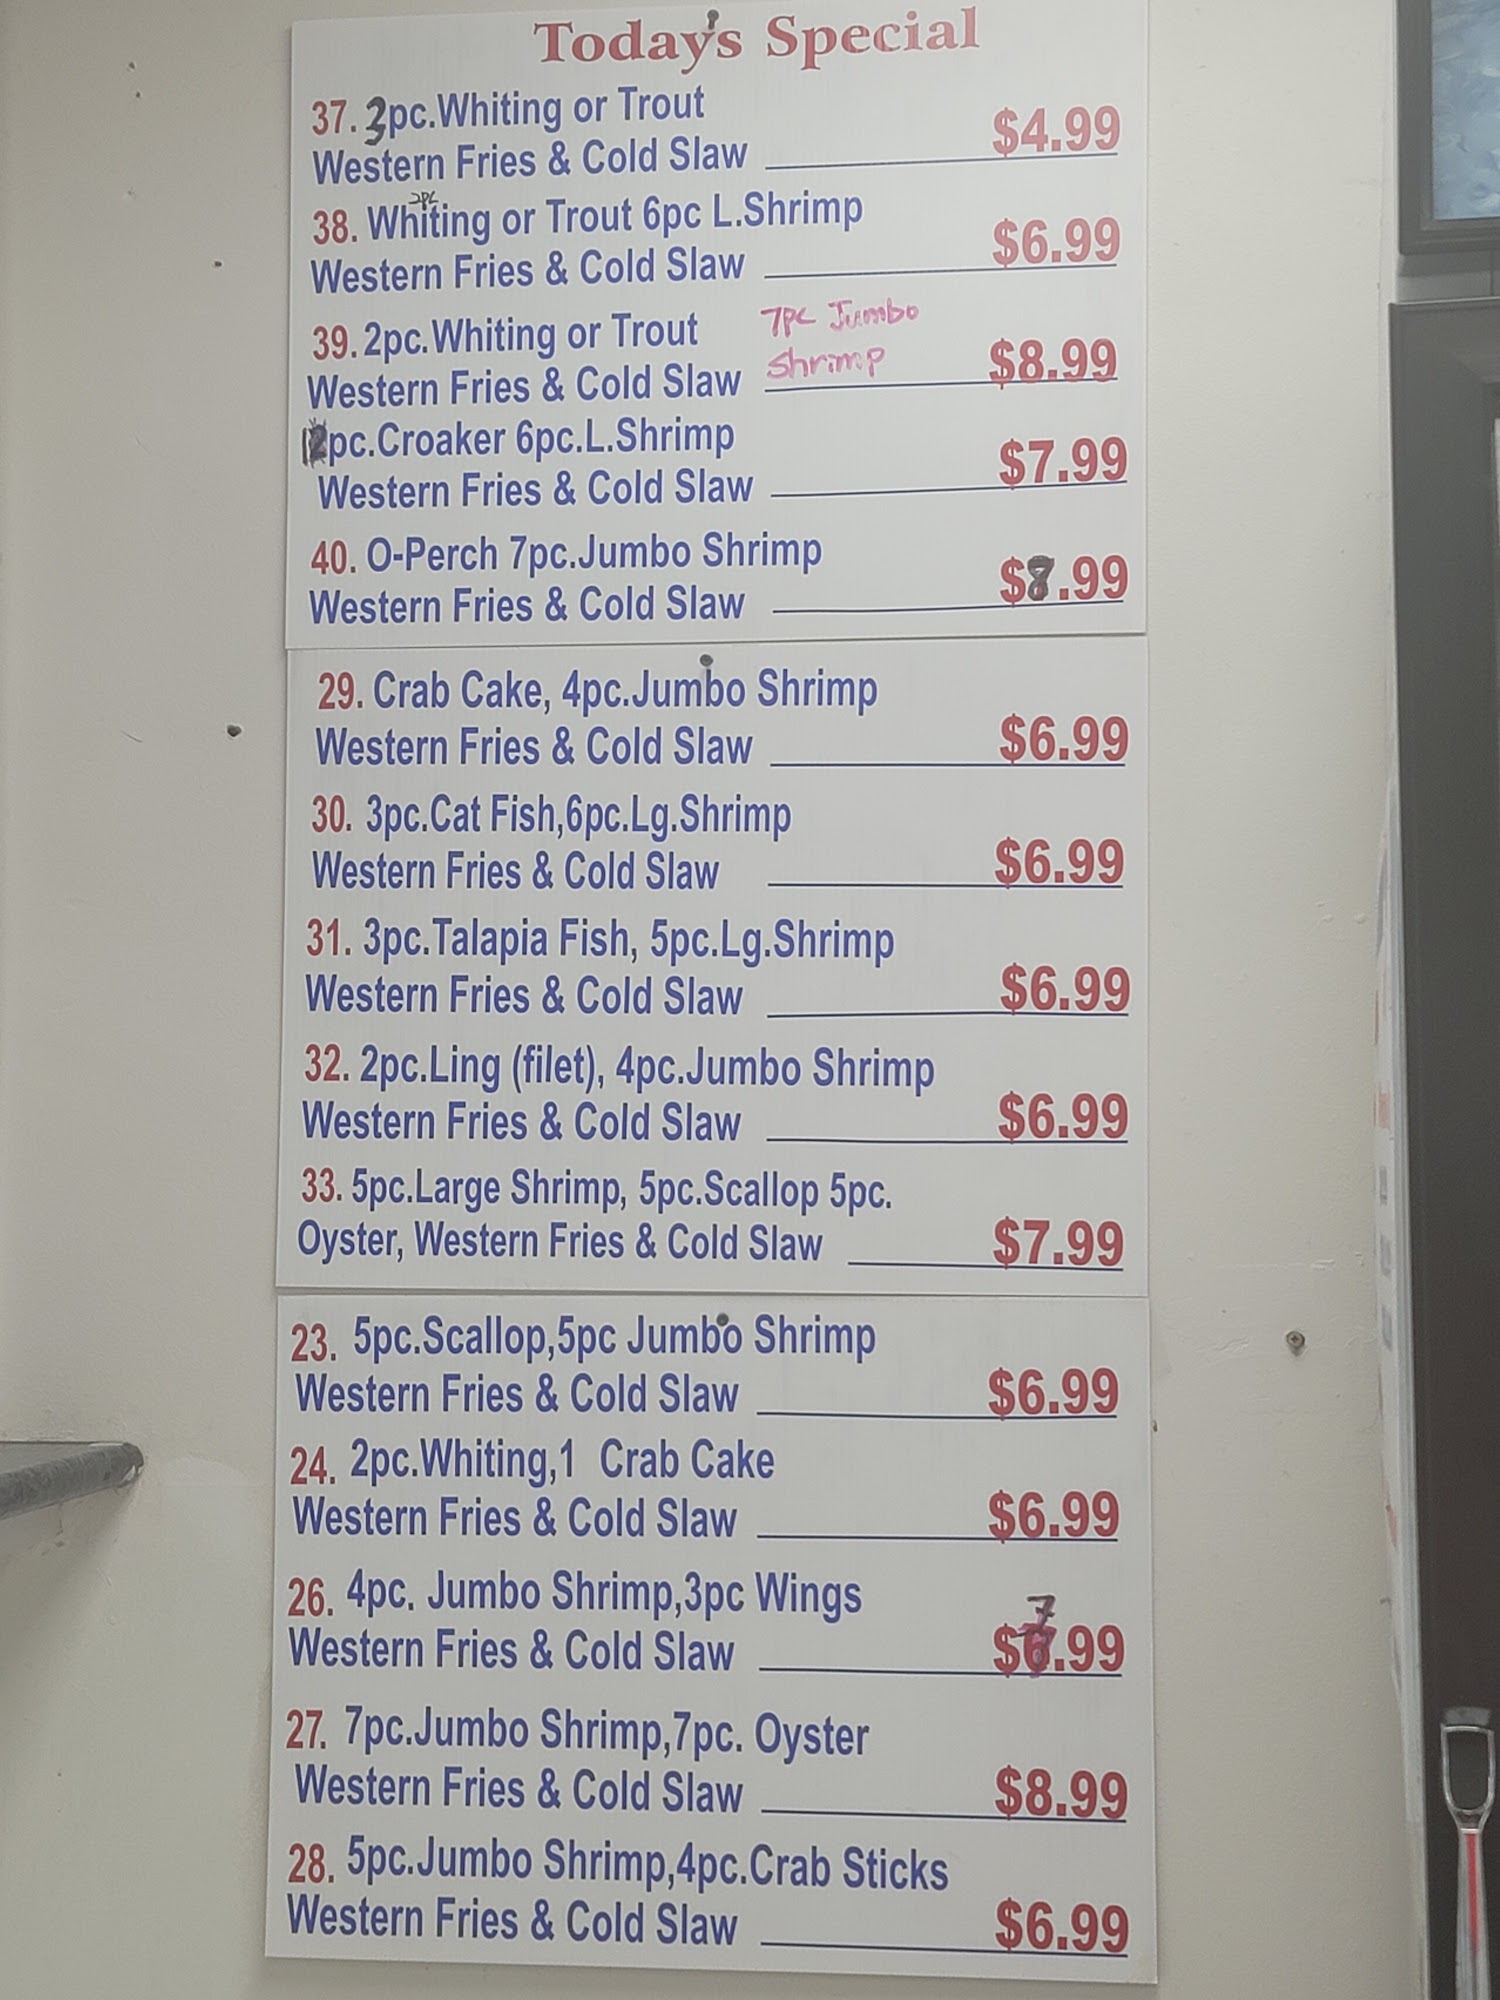 Today's Special
37. 3pc.Whiting or Trout
Western Fries & Cold Slaw $4.99
2pc
38. Whiting or Trout 6pc L.Shrimp
Western Fries & Cold Slaw $6.99
39. 2pc.Whiting or Trout 7pc Jumbo
Western Fries & Cold Slaw Shrimp $8.99
pc.Croaker 6pc.L.Shrimp
Western Fries & Cold Slaw $7.99
40. O-Perch 7pc.Jumbo Shrimp
Western Fries & Cold Slaw $8.99
29. Crab Cake, 4pc.Jumbo Shrimp
Western Fries & Cold Slaw $6.99
30. 3pc.Cat Fish,6pc.Lg.Shrimp
Western Fries & Cold Slaw $6.99
31. 3pc.Talapia Fish, 5pc.Lg.Shrimp
Western Fries & Cold Slaw $6.99
32. 2pc.Ling (filet), 4pc.Jumbo Shrimp
Western Fries & Cold Slaw $6.99
33. 5pc.Large Shrimp, 5pc.Scallop 5pc.
Oyster, Western Fries & Cold Slaw $7.99
23. 5pc.Scallop,5pc Jumbo Shrimp
Western Fries & Cold Slaw $6.99
24. 2pc.Whiting,1 Crab Cake
Western Fries & Cold Slaw $6.99
26. 4pc. Jumbo Shrimp,3pc Wings
7
Western Fries & Cold Slaw $6.99
27. 7pc.Jumbo Shrimp,7pc. Oyster
Western Fries & Cold Slaw $8.99
28. 5pc.Jumbo Shrimp,4pc.Crab Sticks
Western Fries & Cold Slaw $6.99